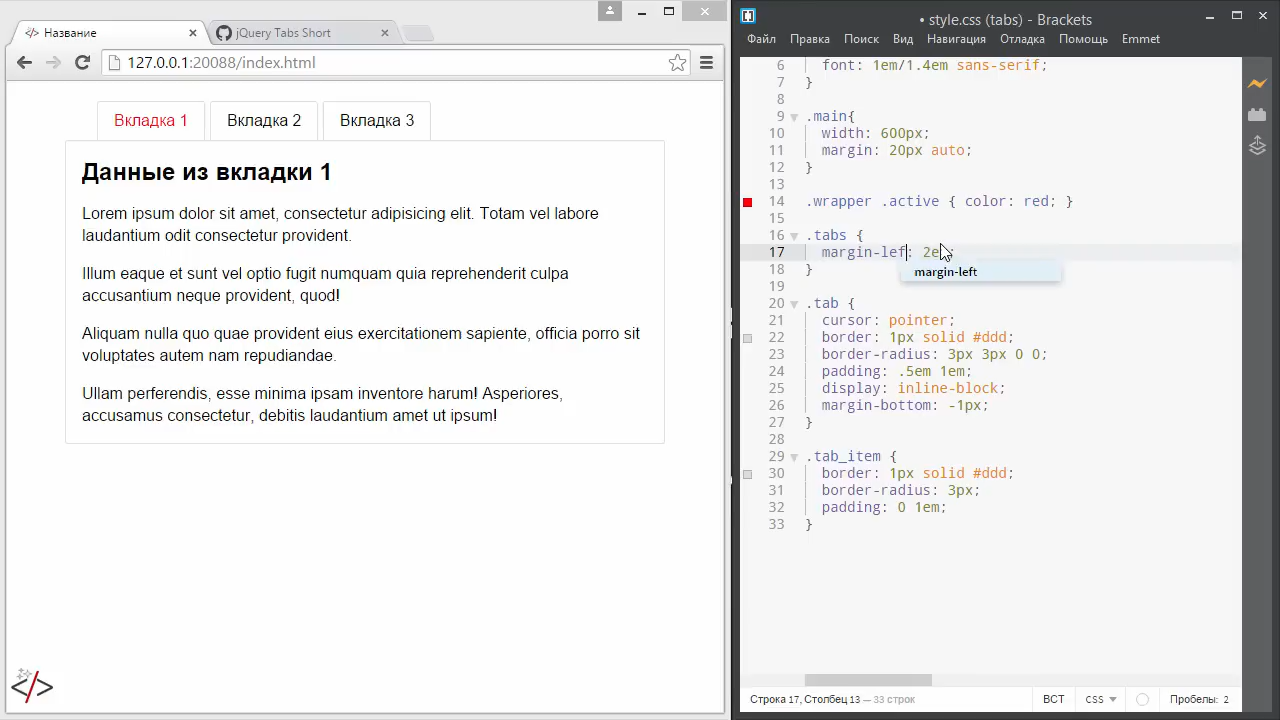 Название
jQuery Tabs Short
127.0.0.1:20088/index.html
Вкладка 1
Вкладка 2
Вкладка 3
Данные из вкладки 1
Lorem ipsum dolor sit amet, consectetur adipisicing elit. Totam vel labore
laudantium odit consectetur provident.
Illum eaque et sunt vel optio fugit numquam quia reprehenderit culpa
accusantium neque provident, quod!
Aliquam nulla quo quae provident eius exercitationem sapiente, officia porro sit
voluptates autem nam repudiandae.
Ullam perferendis, esse minima ipsam inventore harum! Asperiores,
accusamus consectetur, debitis laudantium amet ut ipsum!
• style.css (tabs) - Brackets
Файл Правка Поиск Вид Навигация Отладка Помощь Emmet
6 font: 1em/1.4em sans-serif;
7 }
8
9 .main{
10 width: 600px;
11 margin: 20px auto;
12 }
13
14 .wrapper .active { color: red; }
15
16 .tabs {
17 margin-lef: 2e;
margin-left
18 }
19
20 .tab {
21 cursor: pointer;
22 border: 1px solid #ddd;
23 border-radius: 3px 3px 0 0;
24 padding: .5em 1em;
25 display: inline-block;
26 margin-bottom: -1px;
27 }
28
29 .tab_item {
30 border: 1px solid #ddd;
31 border-radius: 3px;
32 padding: 0 1em;
33 }
Строка 17, Столбец 13 — 33 строк
ВСТ
CSS
Пробелы: 2